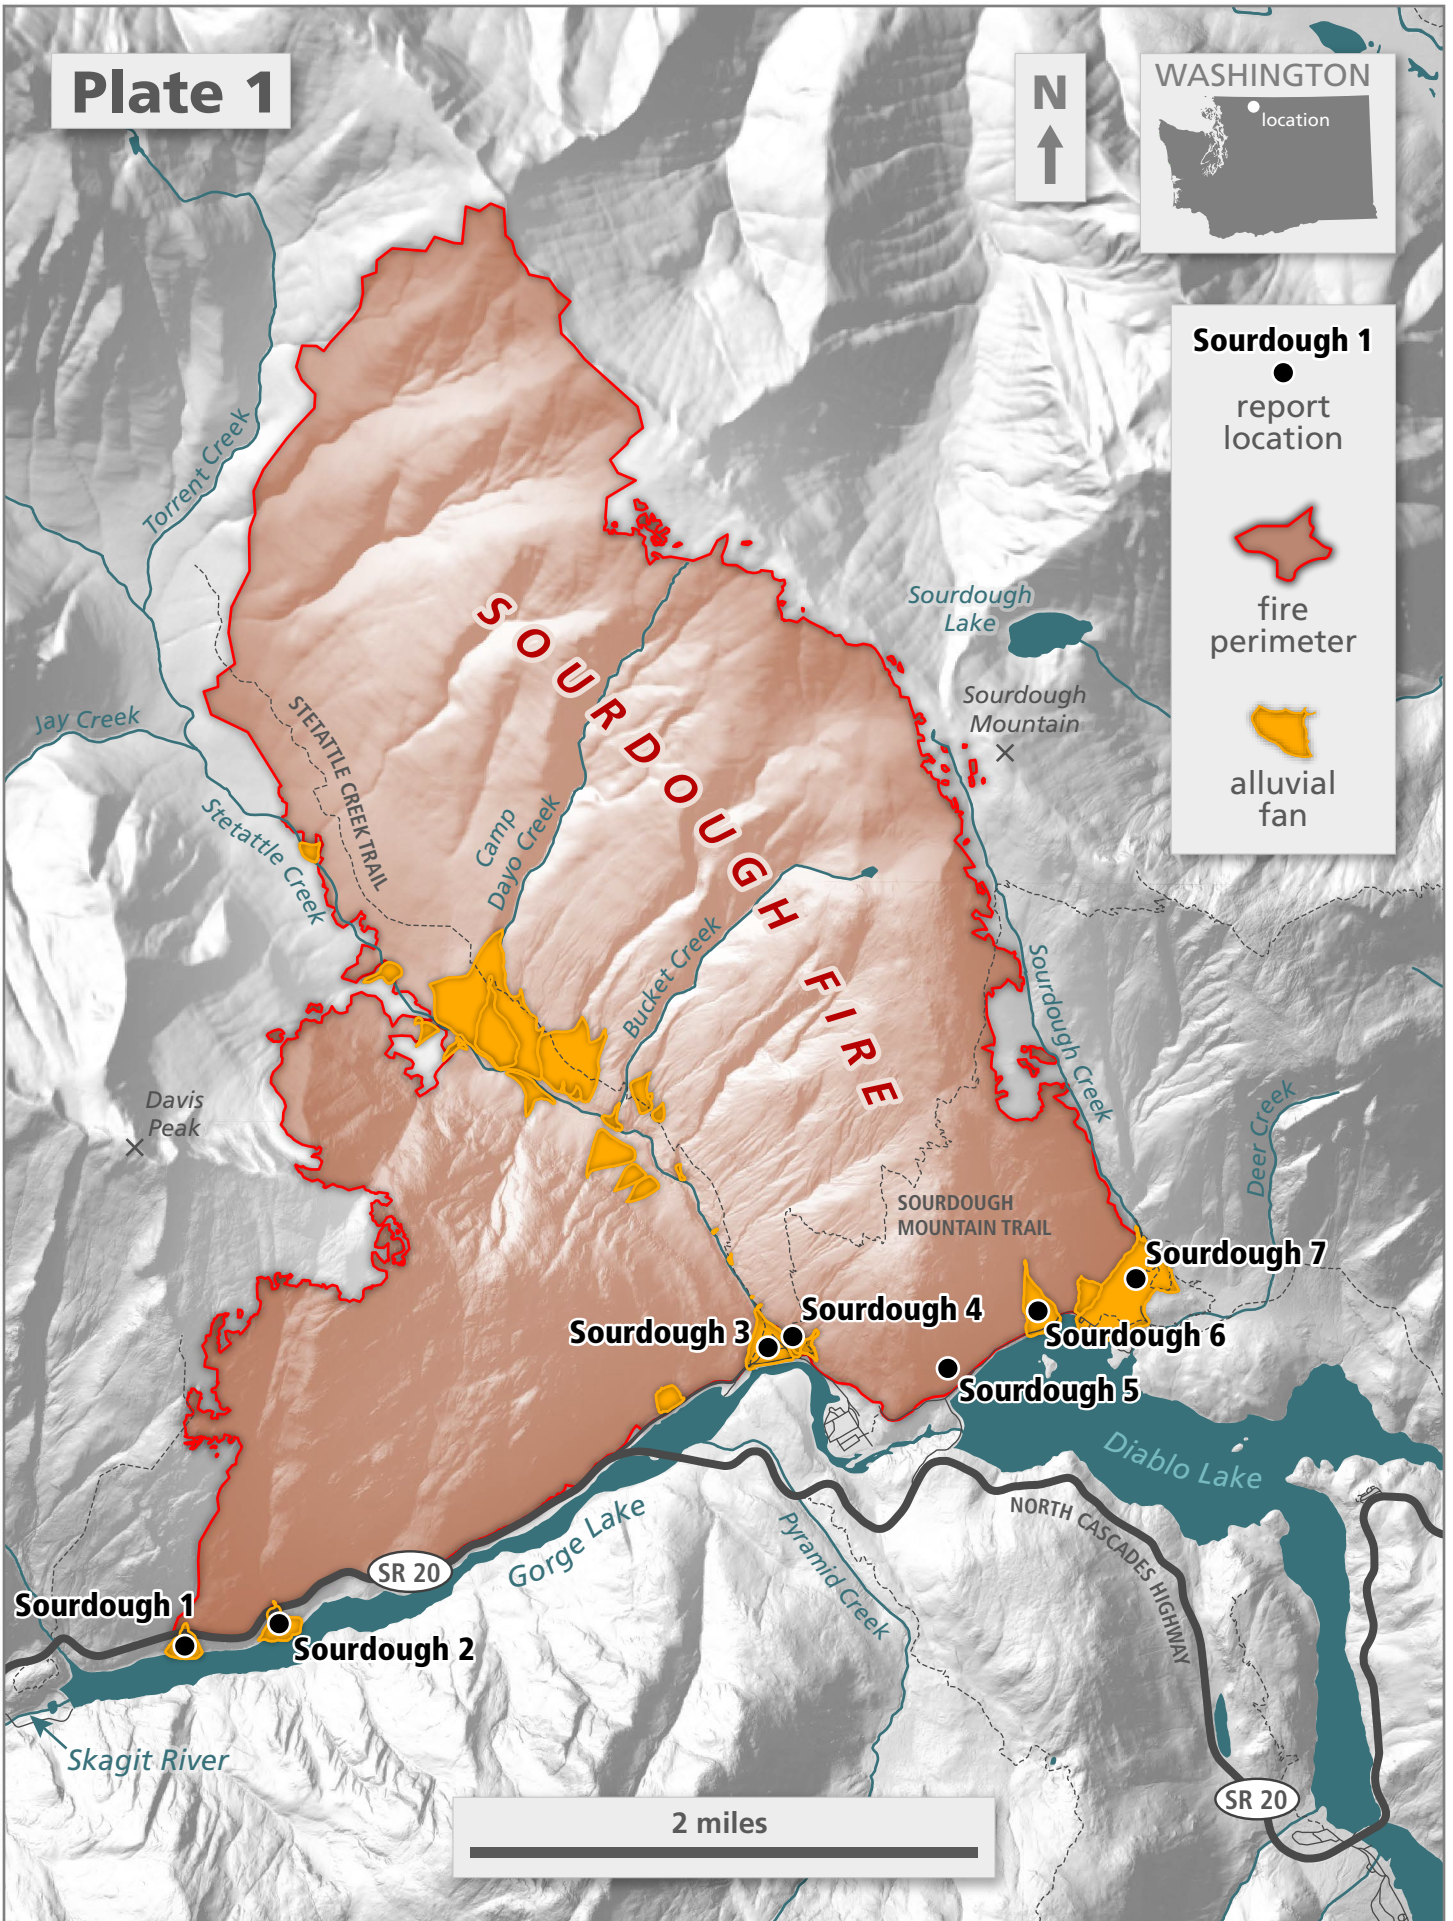 Plate 1
N
WASHINGTON
location
Sourdough 1
report
location
fire
perimeter
alluvial
fan
Torrent Creek
Sourdough
Lake
SOURDOUGH FIRE
Sourdough
Mountain
Jay Creek
STETATTLE CREEK TRAIL
Stetattle Creek
Camp
Dayo Creek
Bucket Creek
Sourdough Creek
Deer Creek
Davis
Peak
SOURDOUGH
MOUNTAIN TRAIL
Sourdough 7
Sourdough 4
Sourdough 3
Sourdough 6
Sourdough 5
Diablo Lake
NORTH CASCADES HIGHWAY
Gorge Lake
Pyramid Creek
SR 20
Sourdough 1
Sourdough 2
Skagit River
SR 20
2 miles